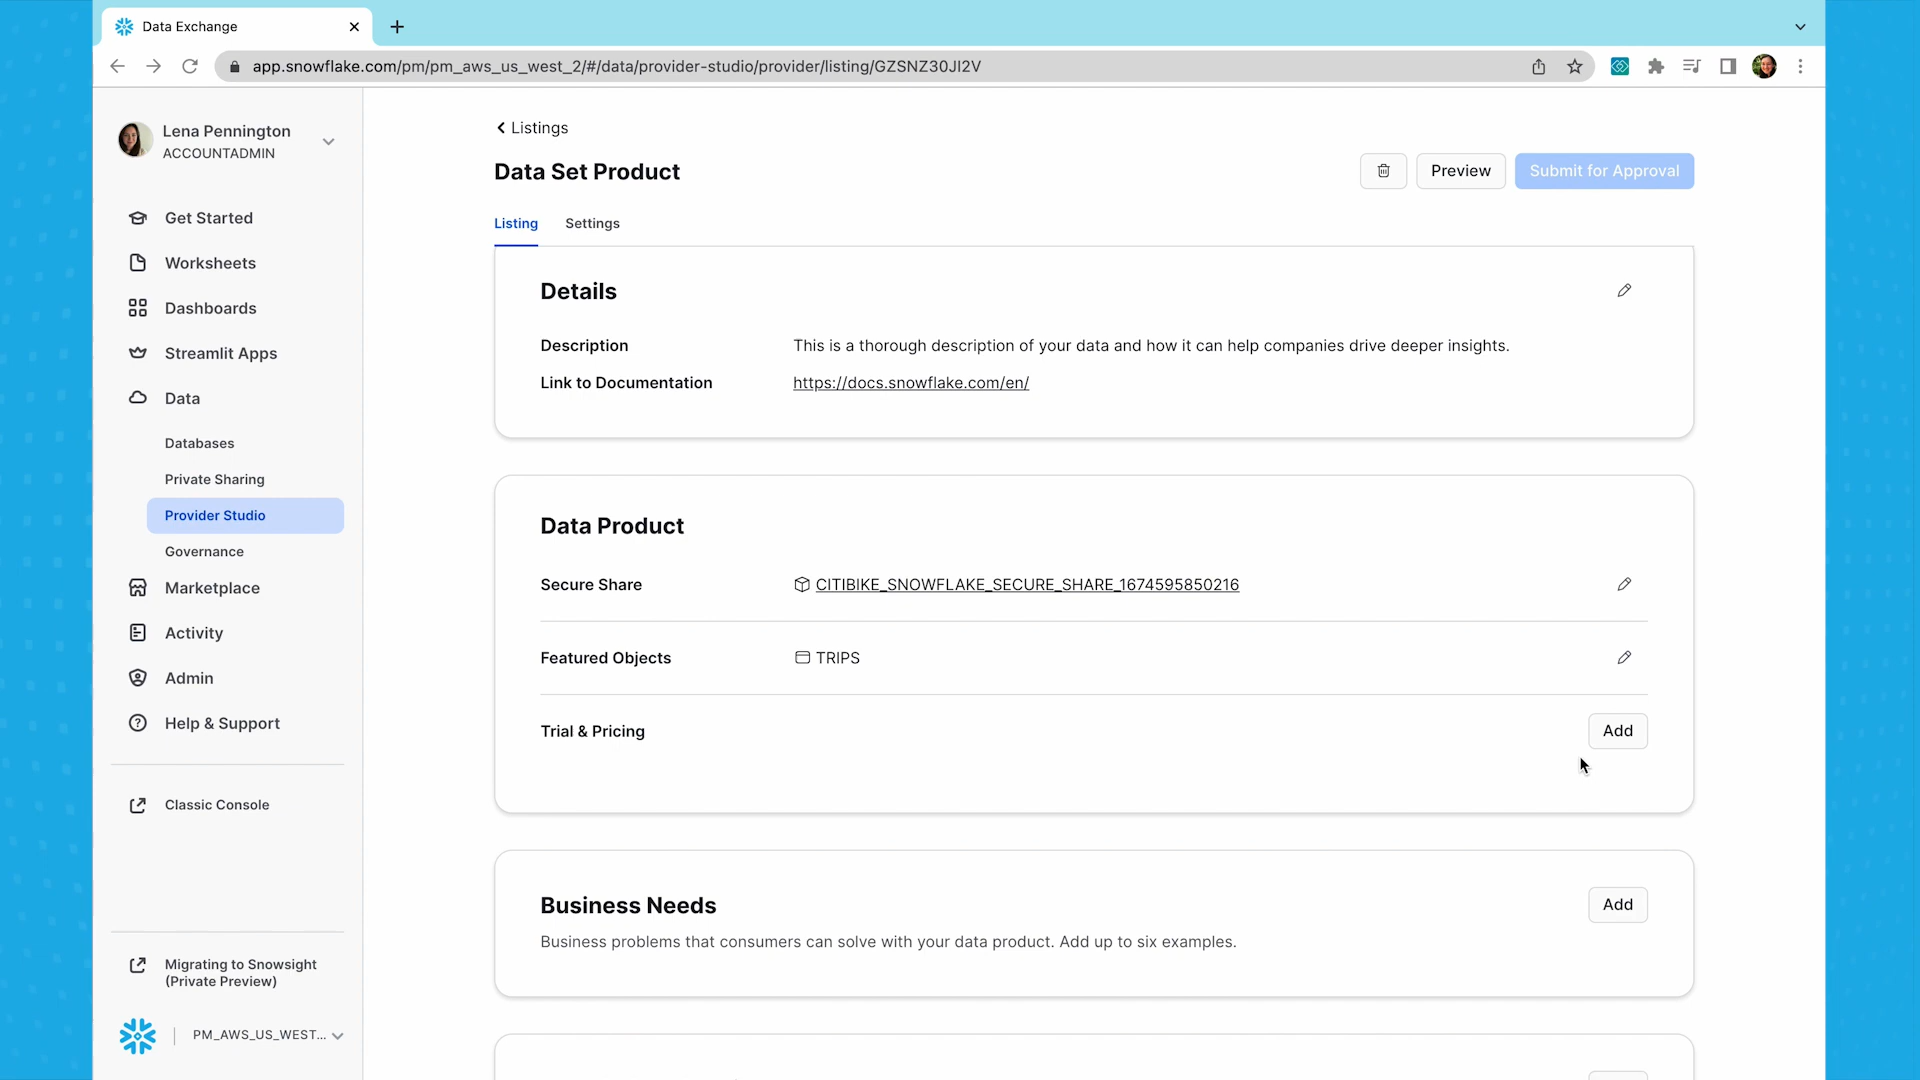 Data Exchange
app.snowflake.com/pm/pm_aws_us_west_2/#/data/provider-studio/provider/listing/GZSNZ30JI2V
Lena Pennington
ACCOUNTADMIN
Get Started
Worksheets
Dashboards
Streamlit Apps
Data
Databases
Private Sharing
Provider Studio
Governance
Marketplace
Activity
Admin
Help & Support
Classic Console
Migrating to Snowsight
(Private Preview)
PM_AWS_US_WEST...
Listings
Data Set Product
Preview
Submit for Approval
Listing
Settings
Details
Description
This is a thorough description of your data and how it can help companies drive deeper insights.
Link to Documentation
https://docs.snowflake.com/en/
Data Product
Secure Share
CITIBIKE_SNOWFLAKE_SECURE_SHARE_1674595850216
Featured Objects
TRIPS
Trial & Pricing
Add
Business Needs
Add
Business problems that consumers can solve with your data product. Add up to six examples.